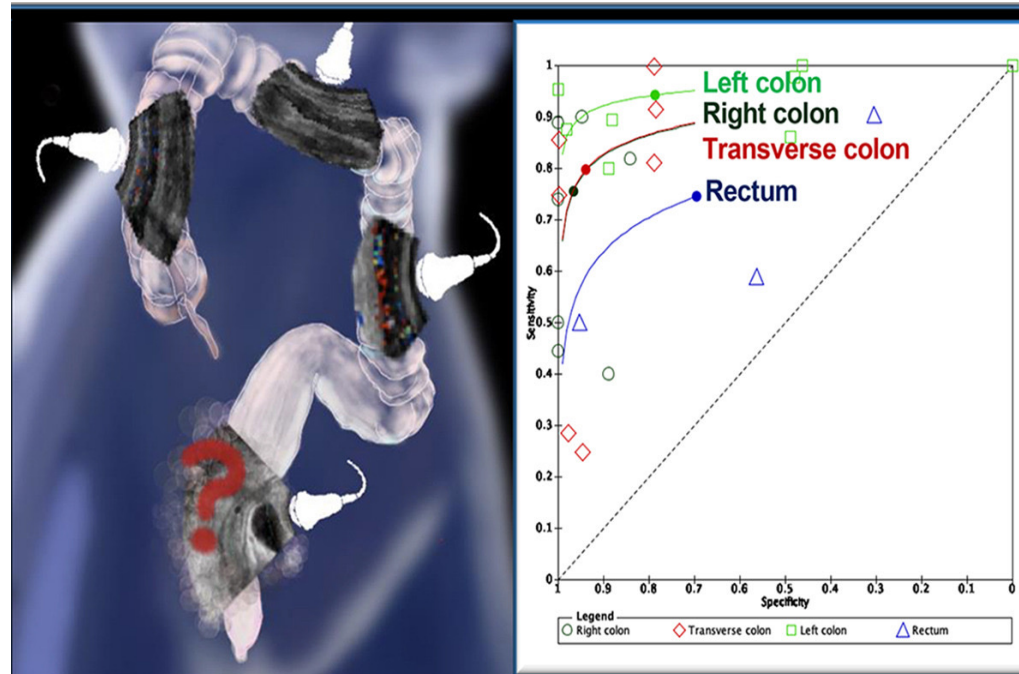 ?
1
0.9
0.8
0.7
0.6
0.5
0.4
0.3
0.2
0.1
0
Sensitivity
Left colon
Right colon
Transverse colon
Rectum
1 0.9 0.8 0.7 0.6 0.5 0.4 0.3 0.2 0.1 0
Specificity
Legend
Right colon Transverse colon Left colon Rectum